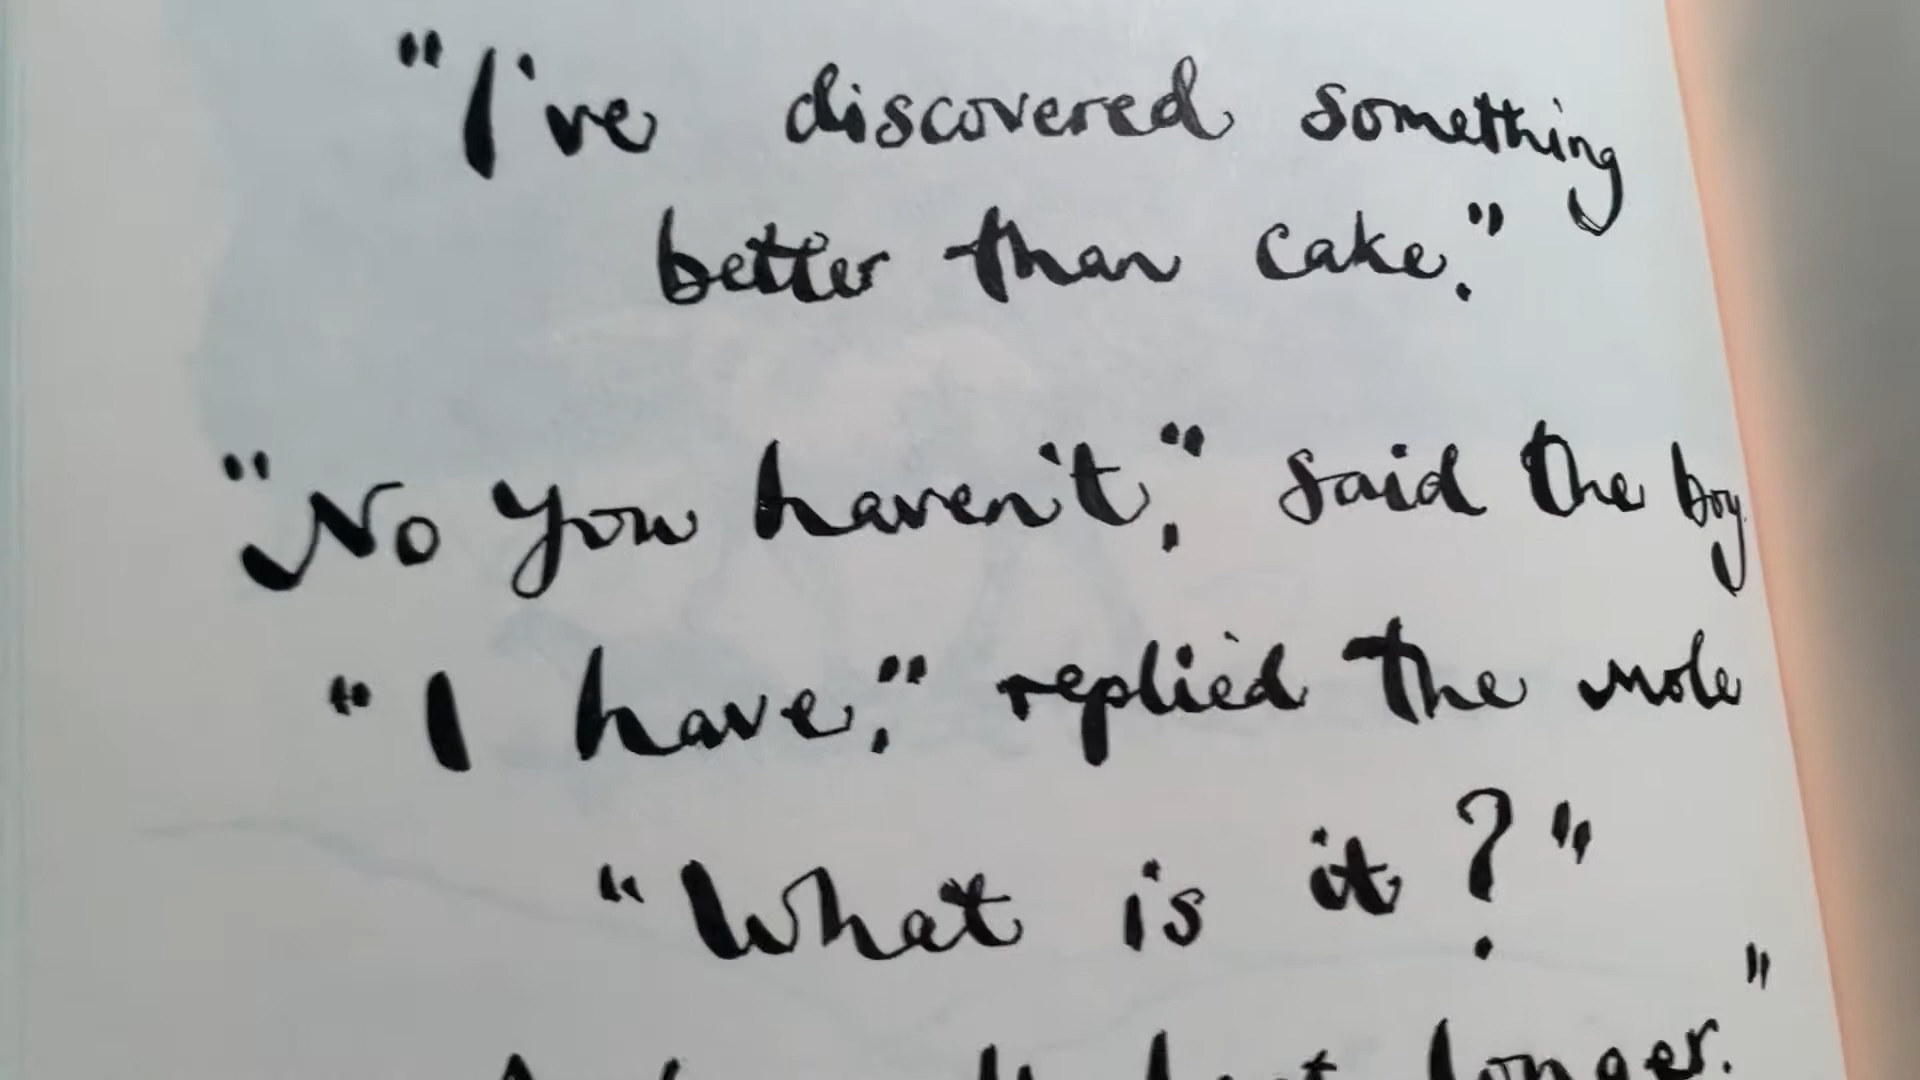 "I've discovered something
better than cake."
"No you haven't," said the boy.
"I have," replied the mole
"What is it?"
longer."